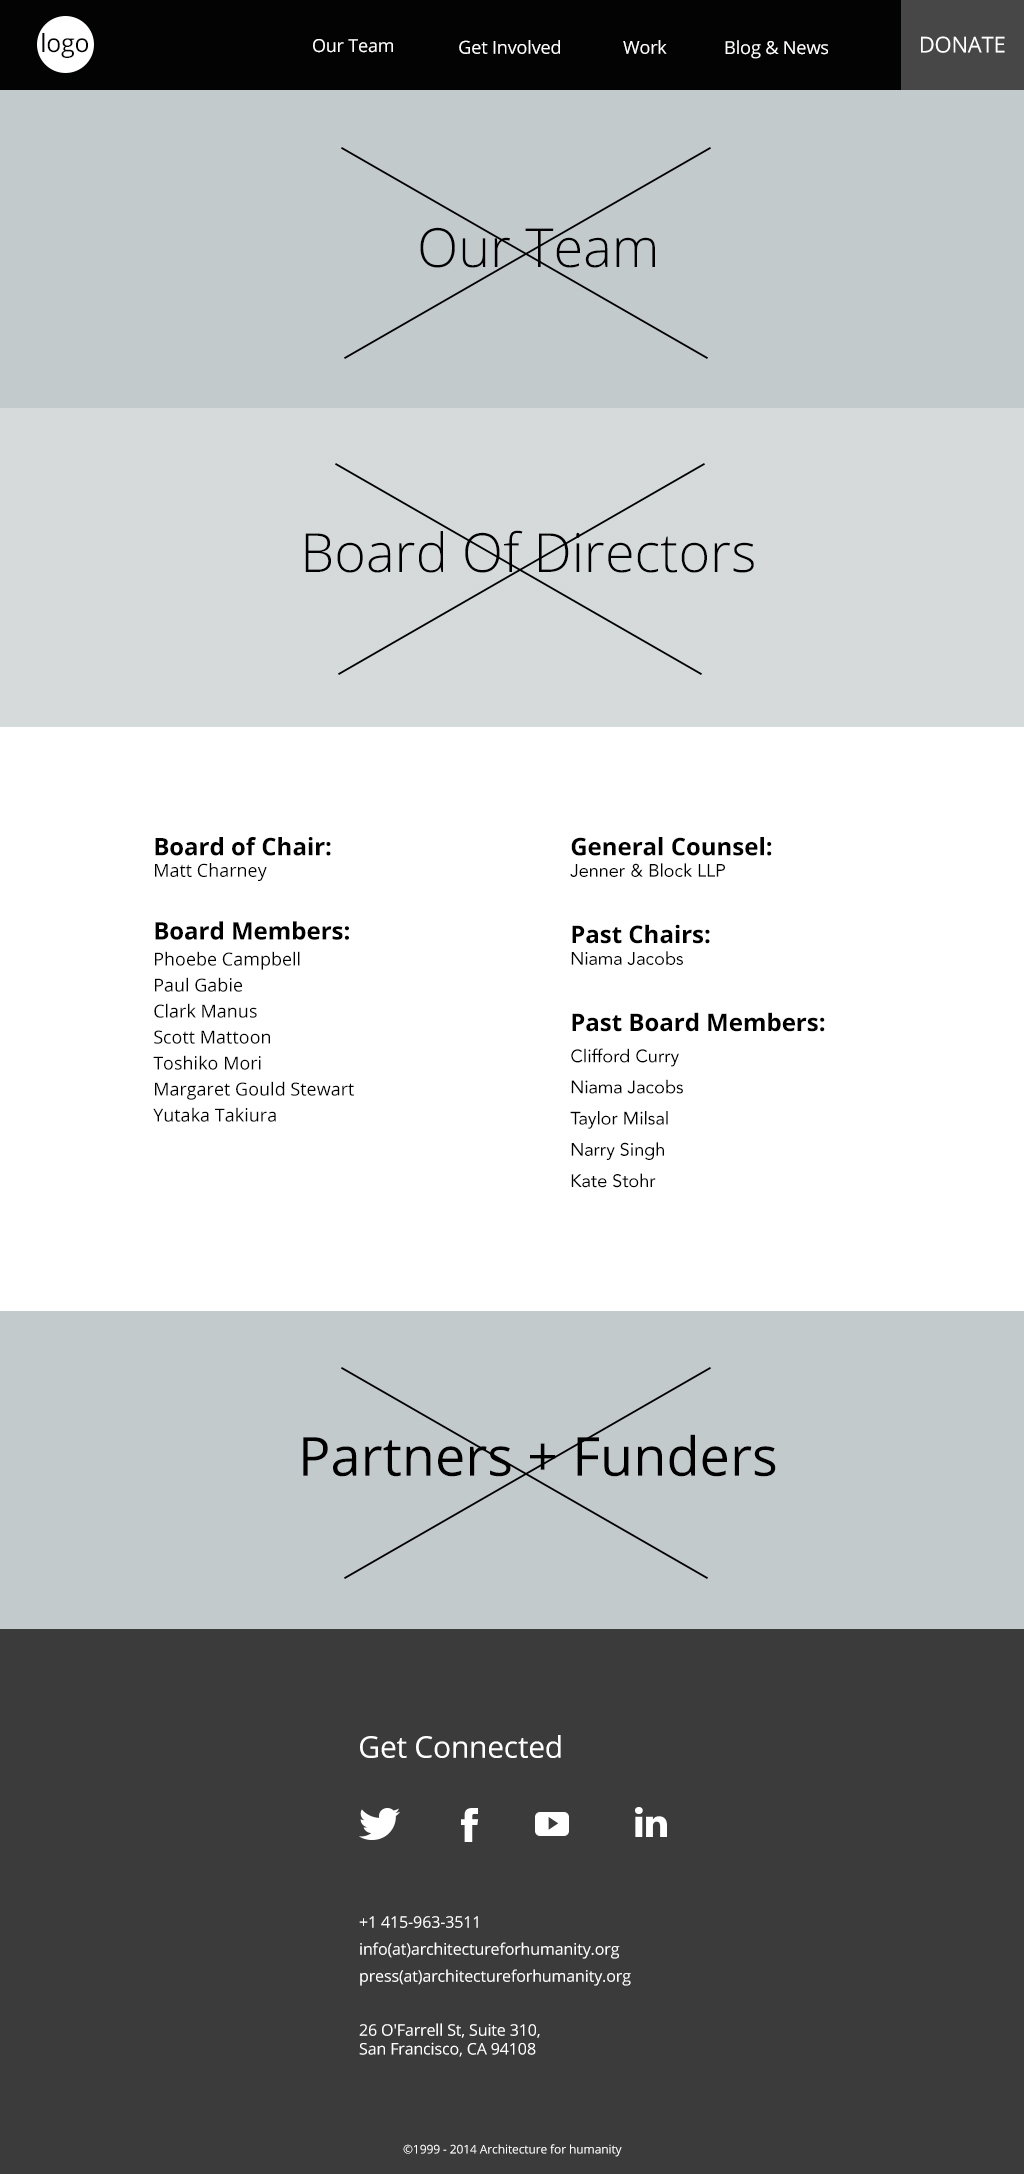 logo
Our Team
Get Involved
Work
Blog & News
DONATE
Our Team
Board Of Directors
Board of Chair:
Matt Charney
Board Members:
Phoebe Campbell
Paul Gabie
Clark Manus
Scott Mattoon
Toshiko Mori
Margaret Gould Stewart
Yutaka Takiura
General Counsel:
Jenner & Block LLP
Past Chairs:
Niama Jacobs
Past Board Members:
Clifford Curry
Niama Jacobs
Taylor Milsal
Narry Singh
Kate Stohr
Partners + Funders
Get Connected
+1 415-963-3511
info(at)architectureforhumanity.org
press(at)architectureforhumanity.org
26 O'Farrell St, Suite 310,
San Francisco, CA 94108
©1999 - 2014 Architecture for humanity